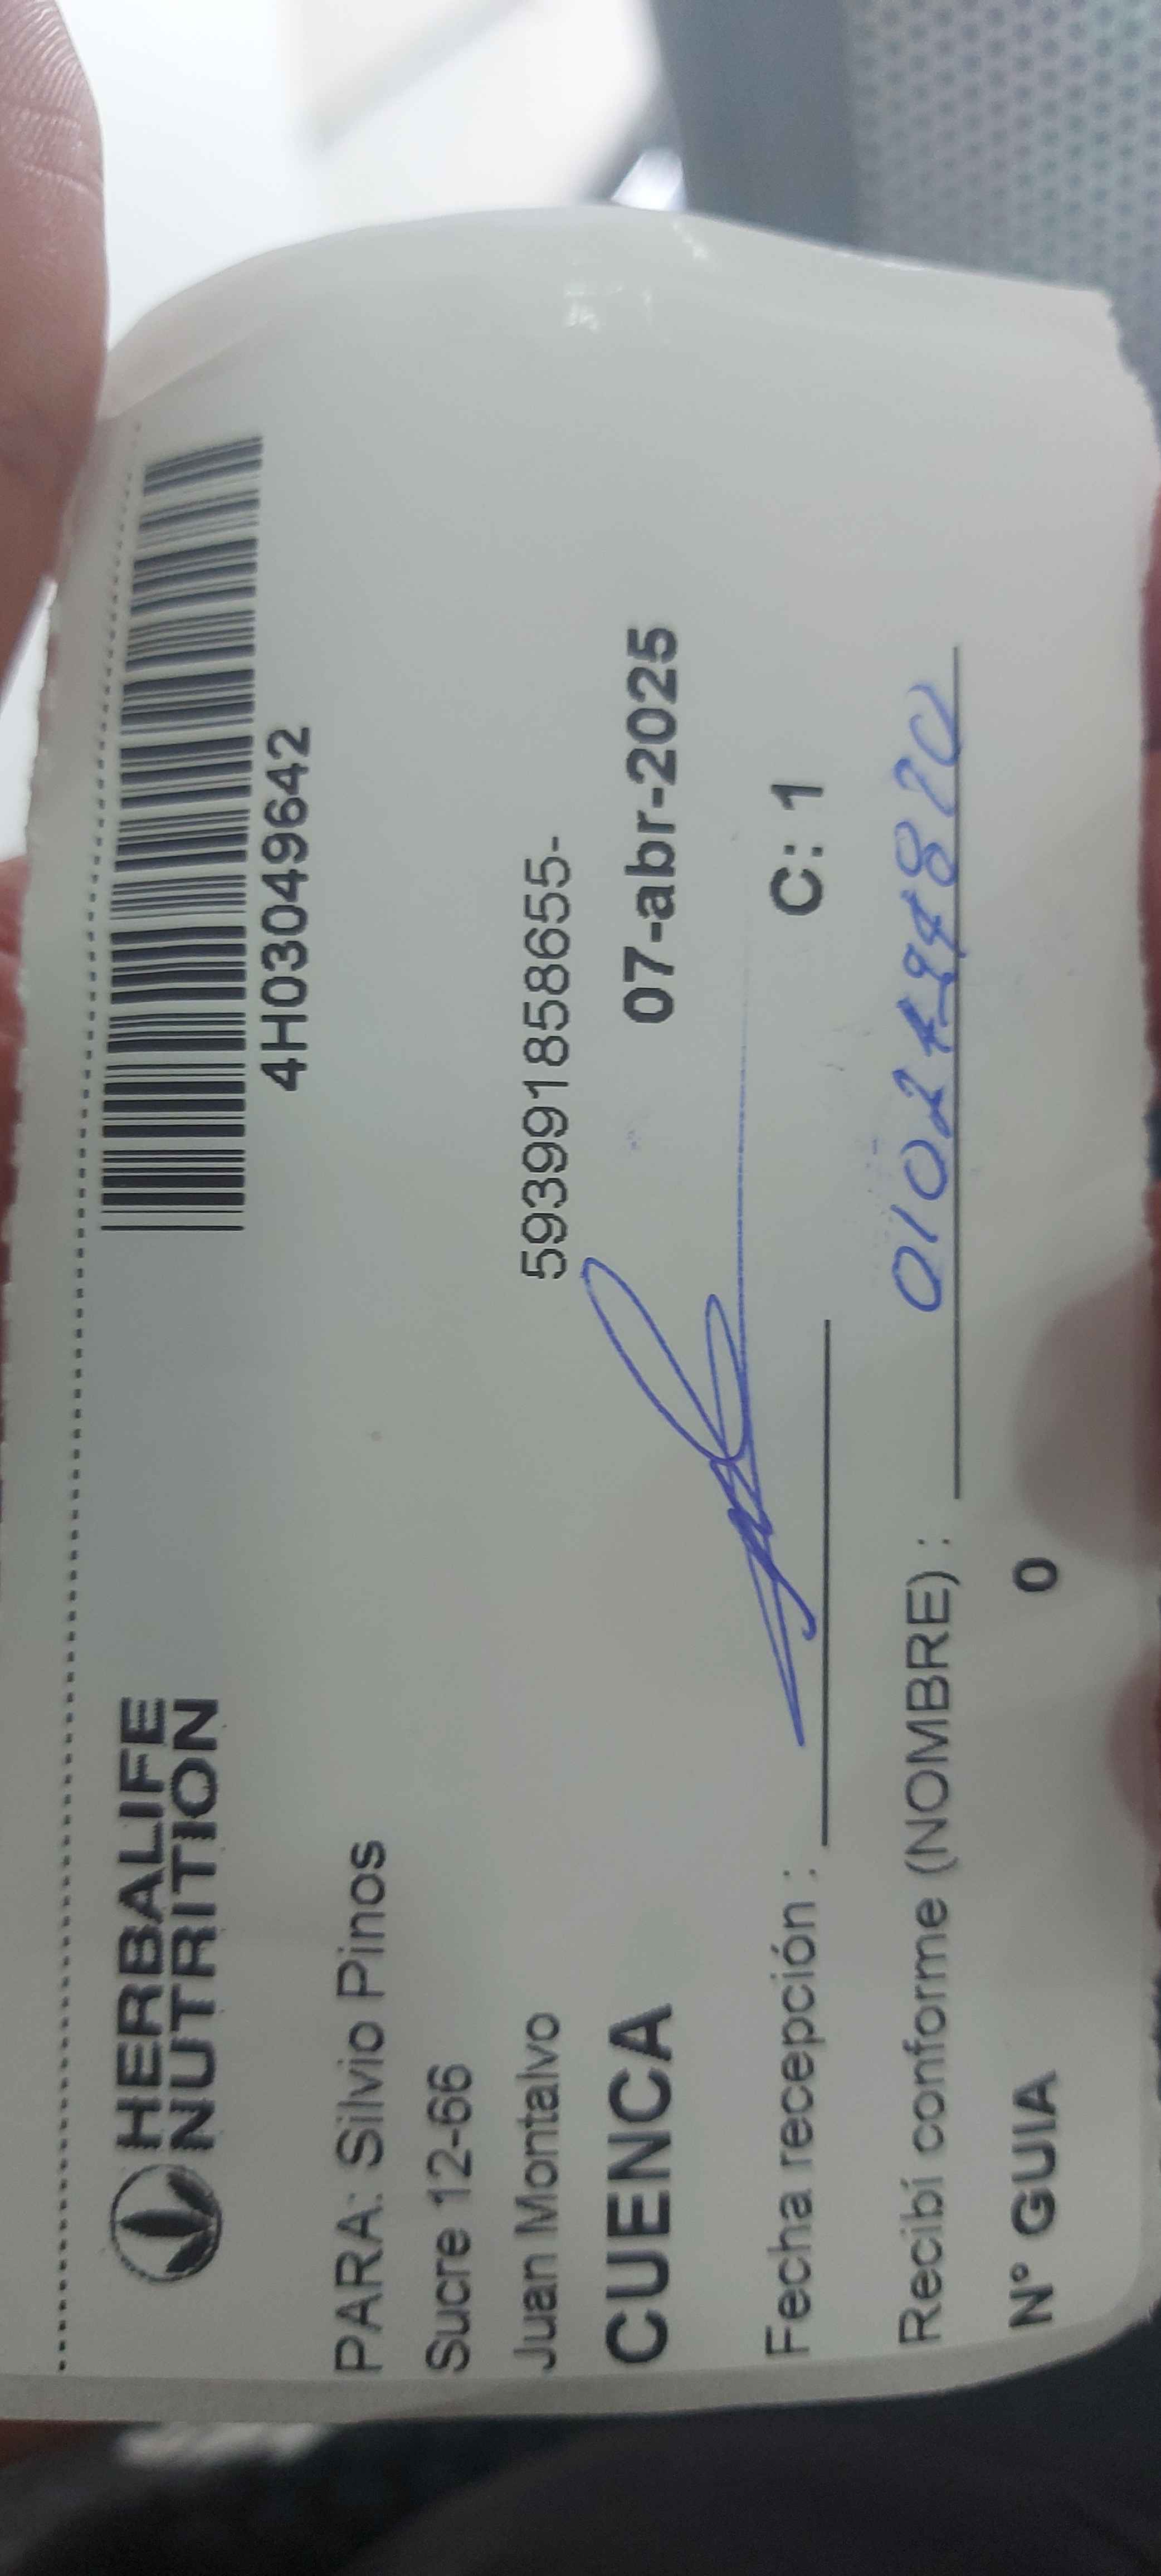 HERBALIFE
NUTRITION
4H03049642
PARA: Silvio Pinos
Sucre 12-66
Juan Montalvo 593991858655-
CUENCA 07-abr-2025
Fecha recepción : C: 1
Recibí conforme (NOMBRE) :
N° GUIA 0